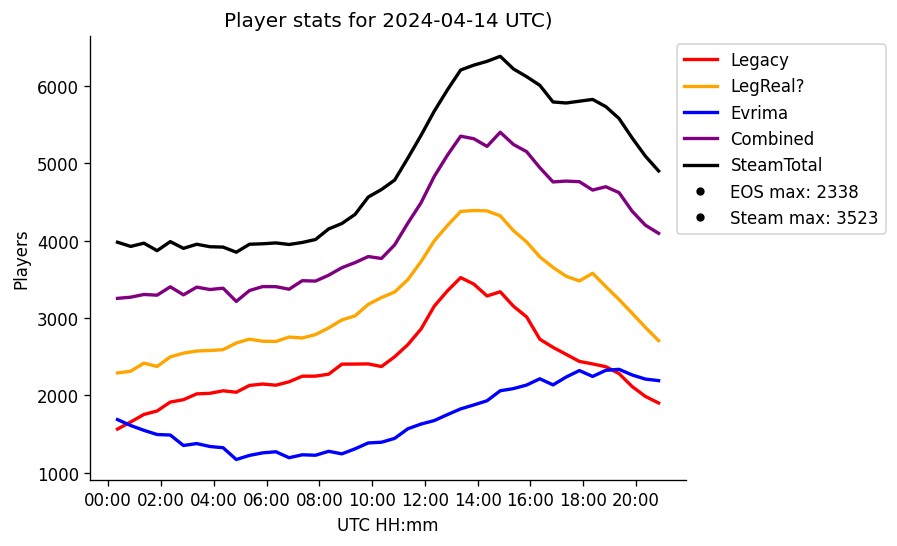 Player stats for 2024-04-14 UTC)
Players
6000
5000
4000
3000
2000
1000
00:00 02:00 04:00 06:00 08:00 10:00 12:00 14:00 16:00 18:00 20:00
UTC HH:mm
Legacy
LegReal?
Evrima
Combined
SteamTotal
EOS max: 2338
Steam max: 3523